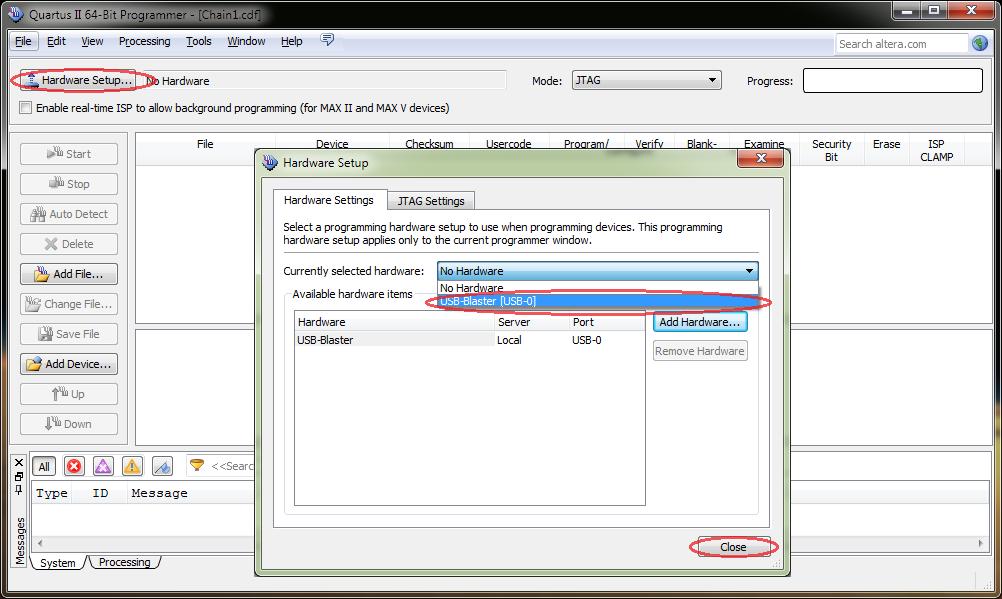 Quartus II 64-Bit Programmer - [Chain1.cdf]
File Edit View Processing Tools Window Help
Search altera.com
Hardware Setup... No Hardware
Mode: JTAG
Progress:
Enable real-time ISP to allow background programming (for MAX II and MAX V devices)
Start
Stop
Auto Detect
Delete
Add File...
Change File...
Save File
Add Device...
Up
Down
File Device Checksum Usercode Program/ Verify Blank- Examine Security Bit Erase ISP CLAMP
Hardware Setup
Hardware Settings JTAG Settings
Select a programming hardware setup to use when programming devices. This programming
hardware setup applies only to the current programmer window.
Currently selected hardware: No Hardware
No Hardware
USB-Blaster [USB-0]
Available hardware items
Hardware Server Port
USB-Blaster Local USB-0
Add Hardware...
Remove Hardware
Close
All
<<Searc
Type ID Message
Messages
System Processing